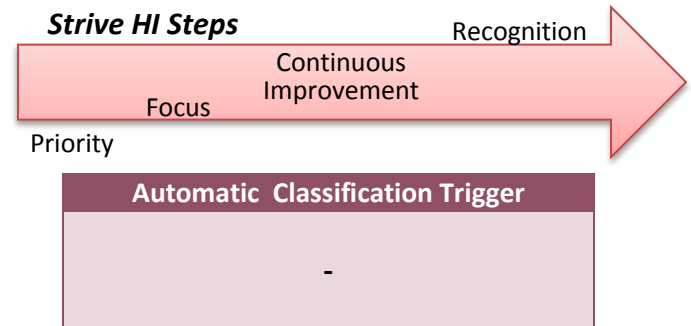 Strive HI Steps
Recognition
Continuous
Improvement
Focus
Priority
Automatic Classification Trigger
-